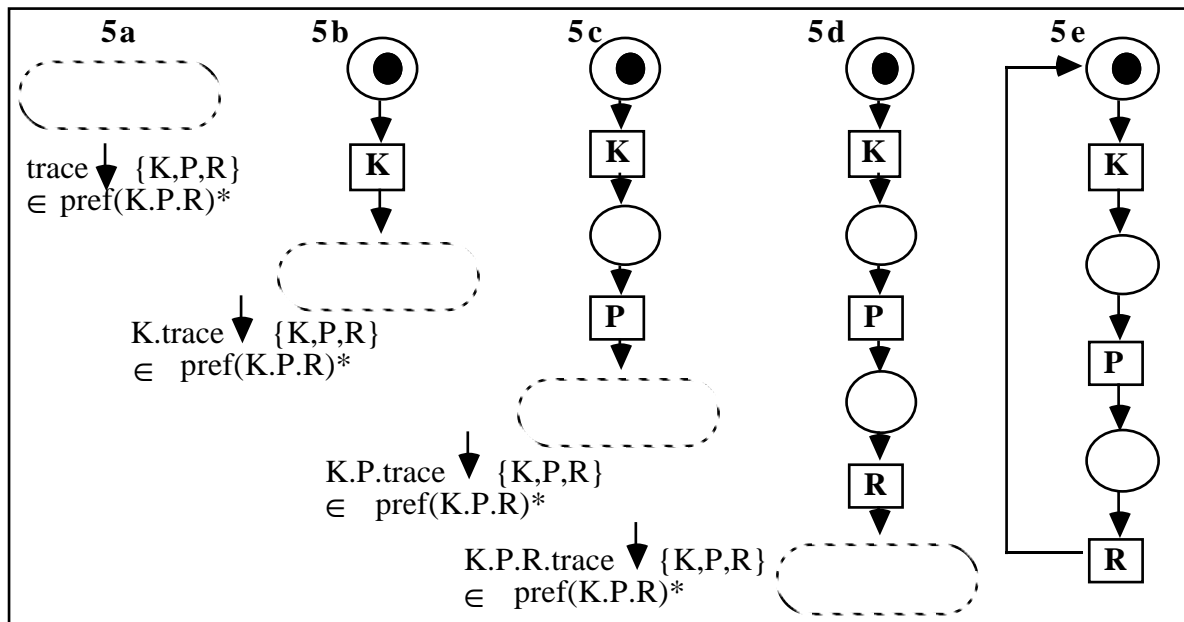 5a
5b
5c
5d
5e
trace {K,P,R}
∈ pref(K.P.R)*
K
K.trace {K,P,R}
∈ pref(K.P.R)*
K
P
K.P.trace {K,P,R}
∈ pref(K.P.R)*
K
P
R
K.P.R.trace {K,P,R}
∈ pref(K.P.R)*
K
P
R